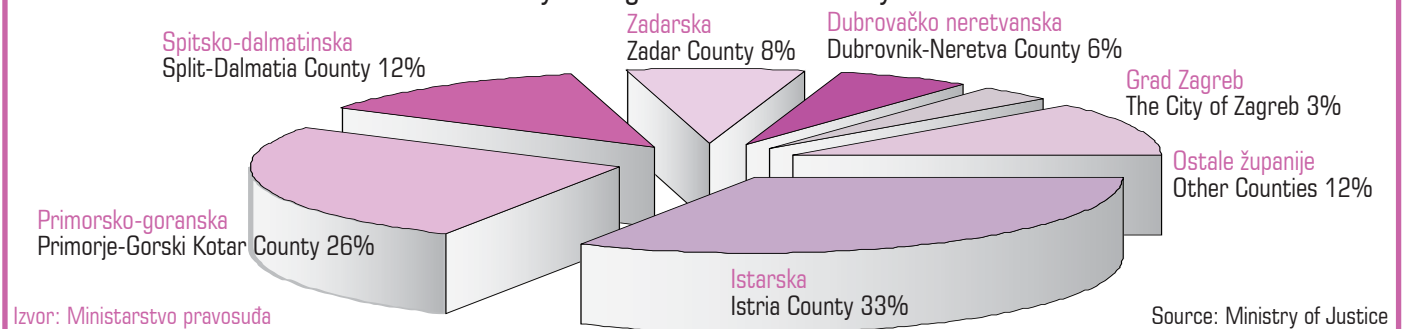 Zadarska
Zadar County 8%
Dubrovačko neretvanska
Dubrovnik-Neretva County 6%
Spitsko-dalmatinska
Split-Dalmatia County 12%
Grad Zagreb
The City of Zagreb 3%
Ostale županije
Other Counties 12%
Primorsko-goranska
Primorje-Gorski Kotar County 26%
Istarska
Istria County 33%
Izvor: Ministarstvo pravosuđa
Source: Ministry of Justice